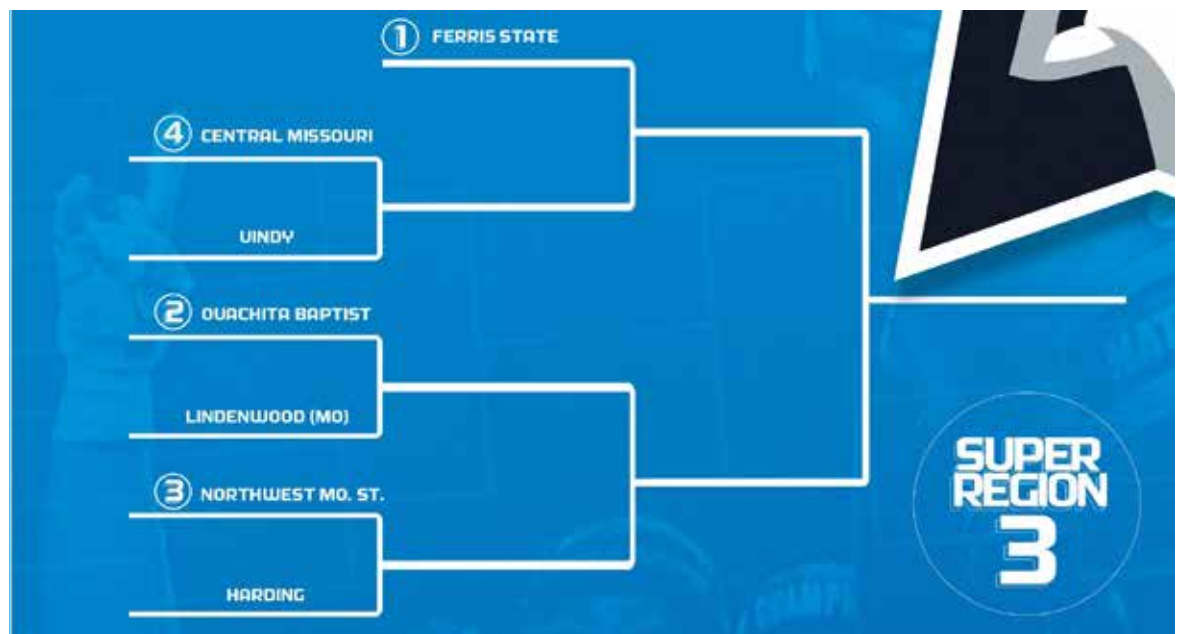 1 FERRIS STATE
4 CENTRAL MISSOURI
UINDY
2 OUACHITA BAPTIST
LINDENWOOD (MO)
3 NORTHWEST MO. ST.
HARDING
SUPER
REGION
3